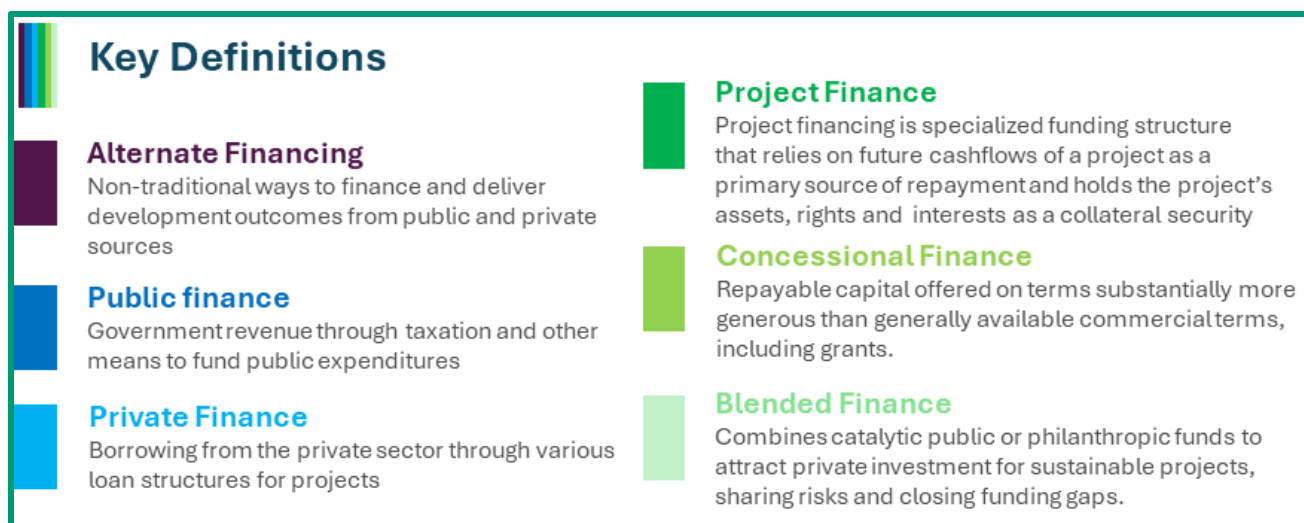 Key Definitions
Alternate Financing
Non-traditional ways to finance and deliver
development outcomes from public and private
sources
Public finance
Government revenue through taxation and other
means to fund public expenditures
Private Finance
Borrowing from the private sector through various
loan structures for projects
Project Finance
Project financing is specialized funding structure
that relies on future cashflows of a project as a
primary source of repayment and holds the project's
assets, rights and interests as a collateral security
Concessional Finance
Repayable capital offered on terms substantially more
generous than generally available commercial terms,
including grants.
Blended Finance
Combines catalytic public or philanthropic funds to
attract private investment for sustainable projects,
sharing risks and closing funding gaps.